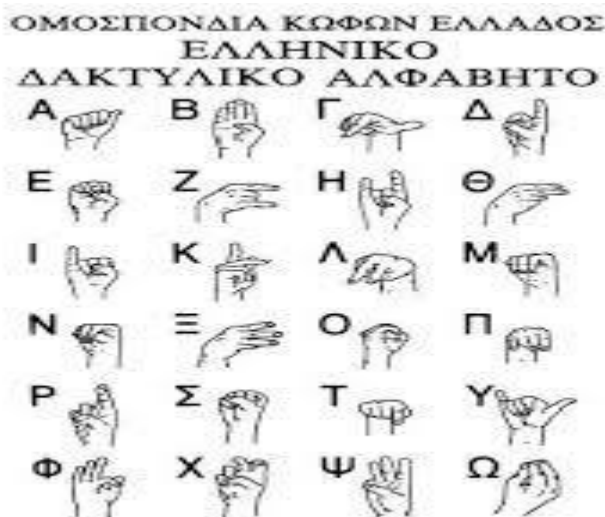 ΟΜΟΣΠΟΝΔΙΑ ΚΩΦΩΝ ΕΛΛΑΔΟΣ
ΕΛΛΗΝΙΚΟ
ΔΑΚΤΥΛΙΚΟ ΑΛΦΑΒΗΤΟ
Α Β Γ Δ
Ε Ζ Η Θ
Ι Κ Λ Μ
Ν Ξ Ο Π
Ρ Σ Τ Υ
Φ Χ Ψ Ω